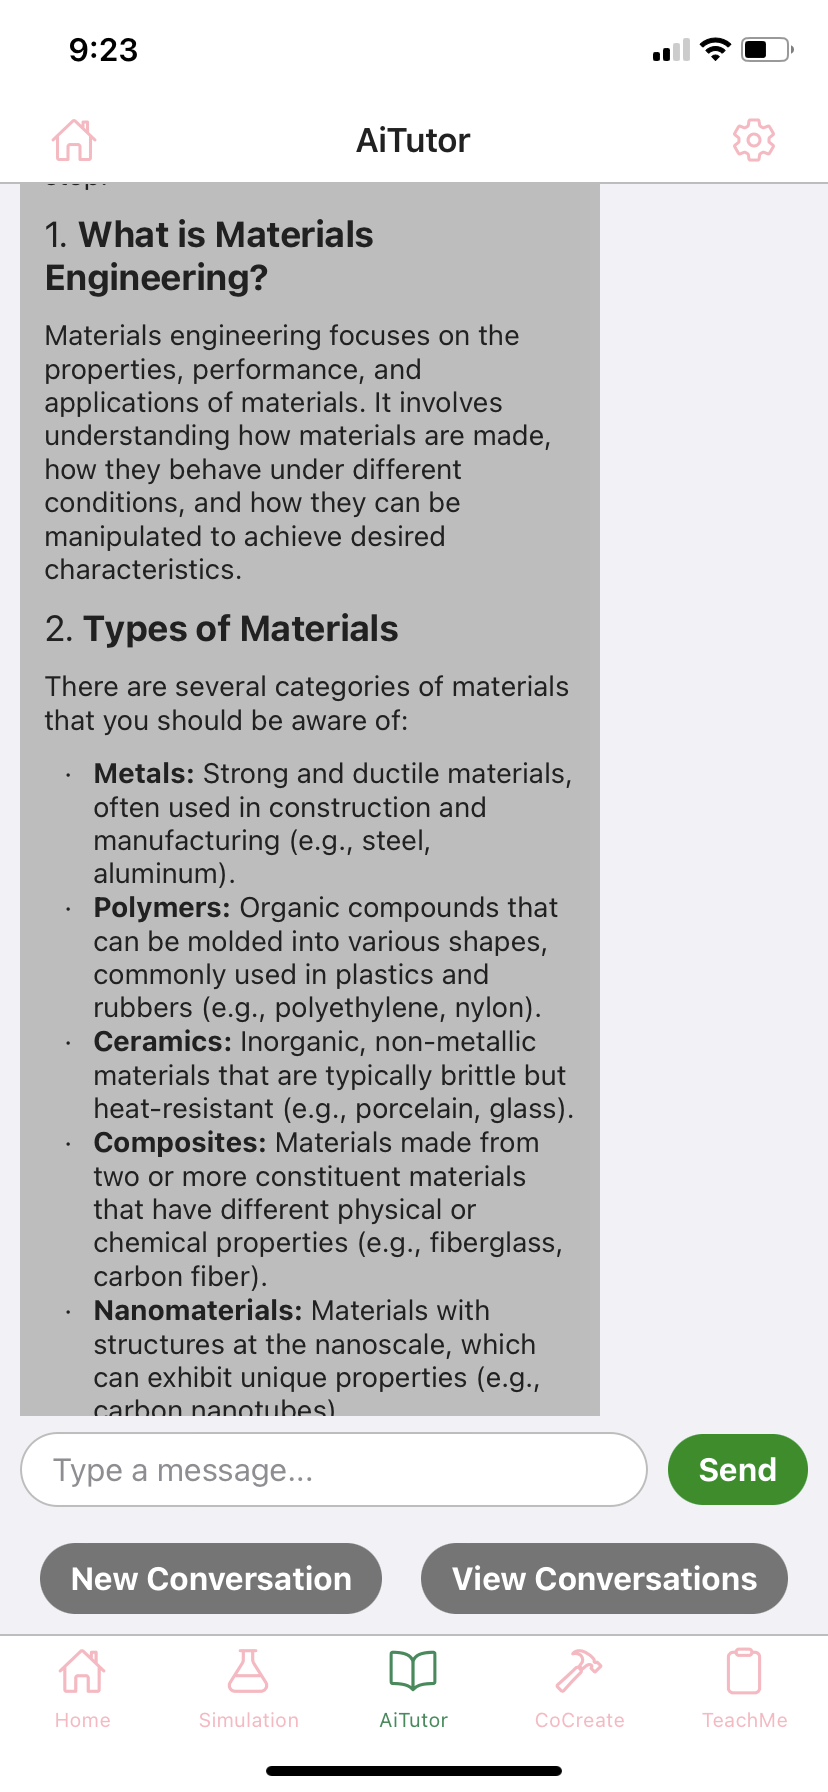 9:23
AiTutor
1. What is Materials
Engineering?
Materials engineering focuses on the
properties, performance, and
applications of materials. It involves
understanding how materials are made,
how they behave under different
conditions, and how they can be
manipulated to achieve desired
characteristics.
2. Types of Materials
There are several categories of materials
that you should be aware of:
· Metals: Strong and ductile materials,
often used in construction and
manufacturing (e.g., steel,
aluminum).
· Polymers: Organic compounds that
can be molded into various shapes,
commonly used in plastics and
rubbers (e.g., polyethylene, nylon).
· Ceramics: Inorganic, non-metallic
materials that are typically brittle but
heat-resistant (e.g., porcelain, glass).
· Composites: Materials made from
two or more constituent materials
that have different physical or
chemical properties (e.g., fiberglass,
carbon fiber).
· Nanomaterials: Materials with
structures at the nanoscale, which
can exhibit unique properties (e.g.,
carbon nanotubes)
Type a message...
Send
New Conversation
View Conversations
Home
Simulation
AiTutor
CoCreate
TeachMe